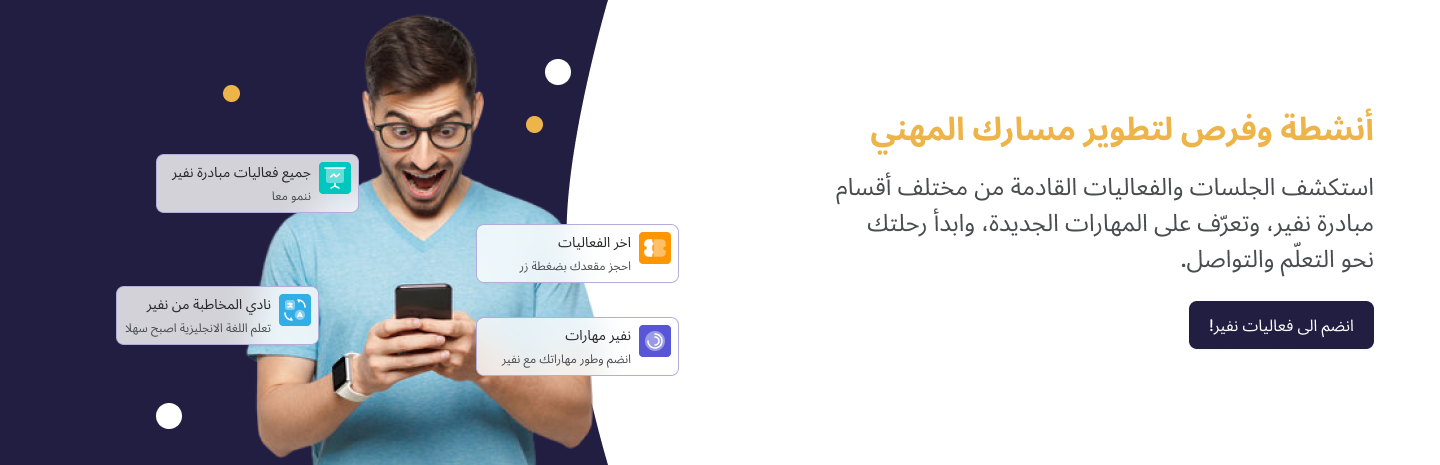 أنشطة وفرص لتطوير مسارك المهني
استكشف الجلسات والفعاليات القادمة من مختلف أقسام
مبادرة نفير، وتعرّف على المهارات الجديدة، وابدأ رحلتك
نحو التعلّم والتواصل.
انضم الى فعاليات نفير!
اخر الفعاليات
احجز مقعدك بضغطة زر
نفير مهارات
انضم وطور مهاراتك مع نفير
جميع فعاليات مبادرة نفير
ننمو معا
نادي المخاطبة من نفير
تعلم اللغة الانجليزية اصبح سهلا